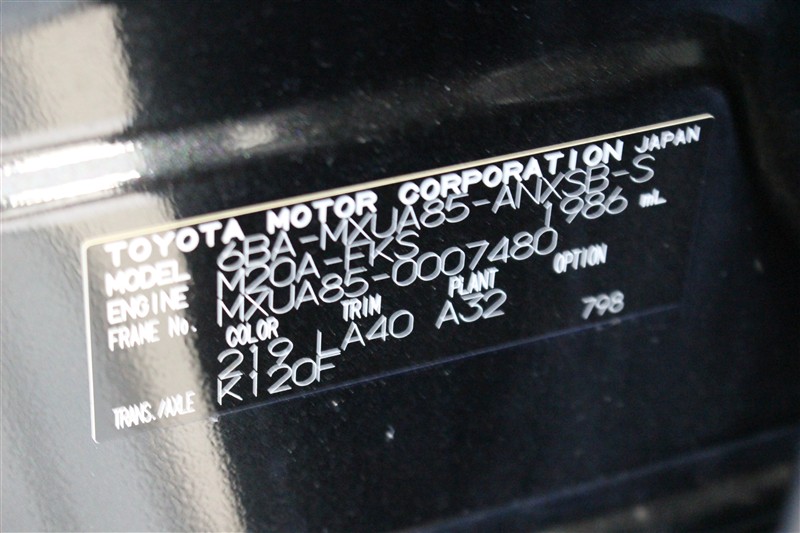 TOYOTA MOTOR CORPORATION JAPAN
MODEL 6BA-MXUA85-ANXSB-S
ENGINE M20A-FKS 1986 mL
FRAME No. MXUA85-0007480
COLOR TRIM PLANT OPTION
219 LA40 A32 798
TRANS./AXLE K120F